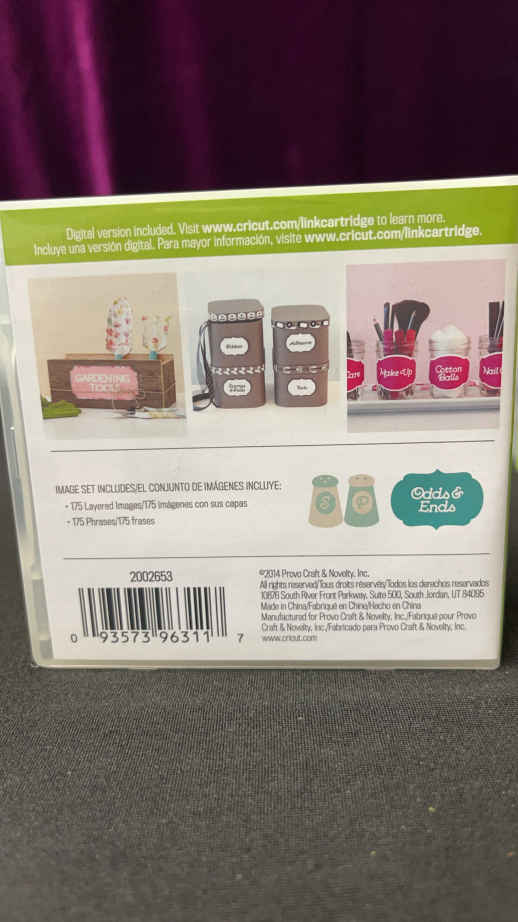 Digital version included. Visit www.cricut.com/linkcartridge to learn more.
Incluye una versión digital. Para mayor información, visite www.cricut.com/linkcartridge.
GARDENING
TOOLS
Ribbon
Adhesive
Tools
Care
Make Up
Cotton
Balls
Nail
IMAGE SET INCLUDES/EL CONJUNTO DE IMÁGENES INCLUYE:
• 175 Layered Images/175 imágenes con sus capas
• 175 Phrases/175 frases
S P
Odds &
Ends
2002653
0 93573 96311 7
©2014 Provo Craft & Novelty, Inc.
All rights reserved/Tous droits réservés/Todos los derechos reservados
10876 South River Front Parkway, Suite 500, South Jordan, UT 84095
Made in China/Fabriqué en Chine/Hecho en China
Manufactured for Provo Craft & Novelty, Inc./Fabriqué pour Provo
Craft & Novelty, Inc./Fabricado para Provo Craft & Novelty, Inc.
www.cricut.com